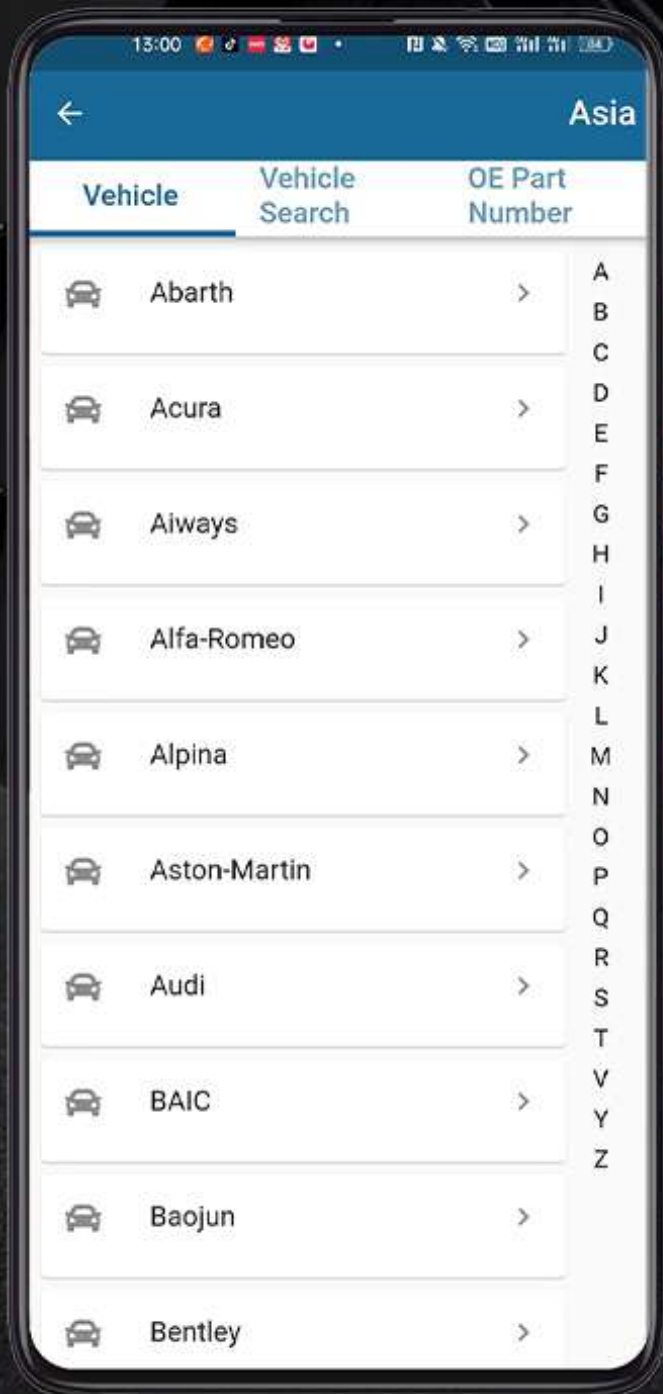 13:00
Asia
Vehicle
Vehicle
Search
OE Part
Number
Abarth
Acura
Aiways
Alfa-Romeo
Alpina
Aston-Martin
Audi
BAIC
Baojun
Bentley
A
B
C
D
E
F
G
H
I
J
K
L
M
N
O
P
Q
R
S
T
V
Y
Z